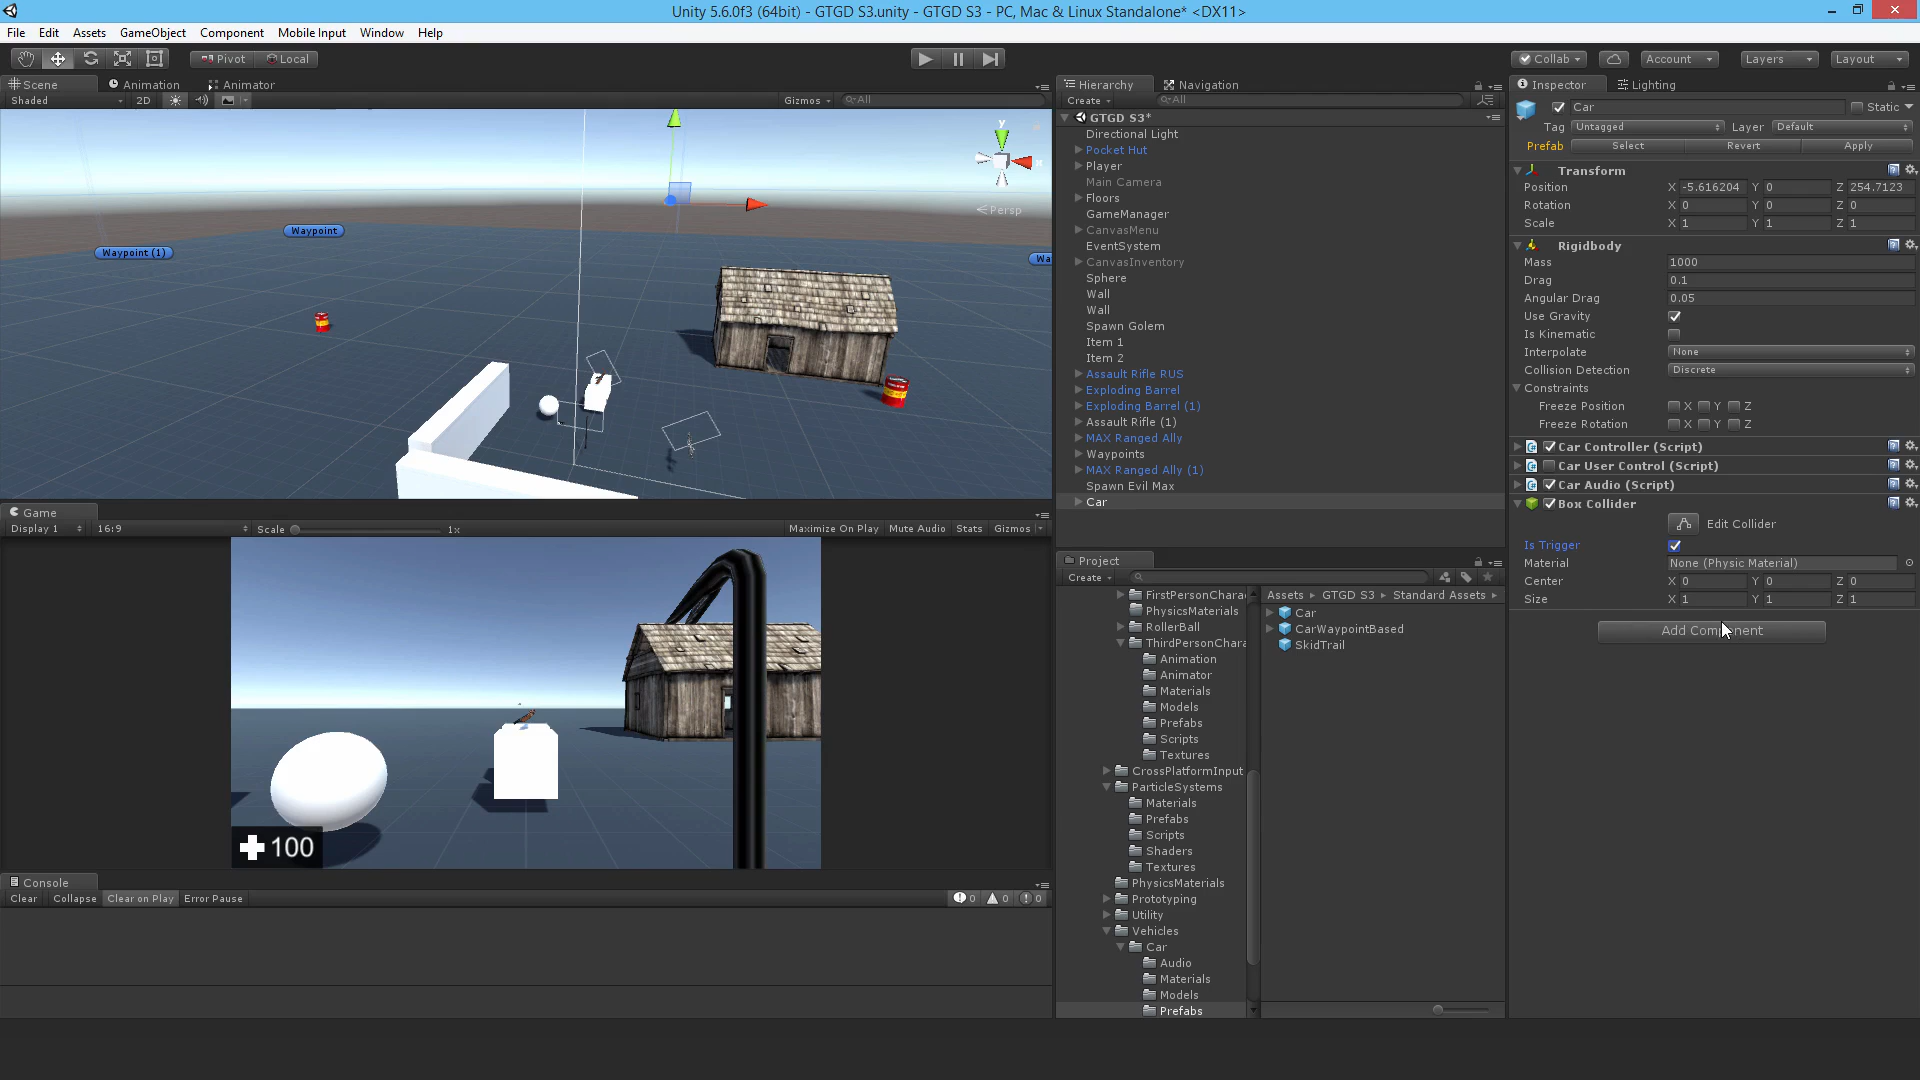 Unity 5.6.0f3 (64bit) - GTGD S3.unity - GTGD S3 - PC, Mac & Linux Standalone* <DX11>
File Edit Assets GameObject Component Mobile Input Window Help
Pivot Local Collab Account Layers Layout
Scene Animation Animator
Shaded 2D Gizmos All
y
x
Persp
Waypoint
Waypoint (1)
Wa
Game
Display 1 16:9 Scale 1x Maximize On Play Mute Audio Stats Gizmos
100
Console
Clear Collapse Clear on Play Error Pause 0 0 0
Hierarchy Navigation
Create All
GTGD S3*
Directional Light
Pocket Hut
Player
Main Camera
Floors
GameManager
CanvasMenu
EventSystem
CanvasInventory
Sphere
Wall
Wall
Spawn Golem
Item 1
Item 2
Assault Rifle RUS
Exploding Barrel
Exploding Barrel (1)
Assault Rifle (1)
MAX Ranged Ally
Waypoints
MAX Ranged Ally (1)
Spawn Evil Max
Car
Project
Create
FirstPersonChara
PhysicsMaterials
RollerBall
ThirdPersonChara
Animation
Animator
Materials
Models
Prefabs
Scripts
Textures
CrossPlatformInput
ParticleSystems
Materials
Prefabs
Scripts
Shaders
Textures
PhysicsMaterials
Prototyping
Utility
Vehicles
Car
Audio
Materials
Models
Prefabs
Assets GTGD S3 Standard Assets
Car
CarWaypointBased
SkidTrail
Inspector Lighting
Car Static
Tag Untagged Layer Default
Prefab Select Revert Apply
Transform
Position X -5.616204 Y 0 Z 254.7123
Rotation X 0 Y 0 Z 0
Scale X 1 Y 1 Z 1
Rigidbody
Mass 1000
Drag 0.1
Angular Drag 0.05
Use Gravity
Is Kinematic
Interpolate None
Collision Detection Discrete
Constraints
Freeze Position X Y Z
Freeze Rotation X Y Z
Car Controller (Script)
Car User Control (Script)
Car Audio (Script)
Box Collider
Edit Collider
Is Trigger
Material None (Physic Material)
Center X 0 Y 0 Z 0
Size X 1 Y 1 Z 1
Add Component